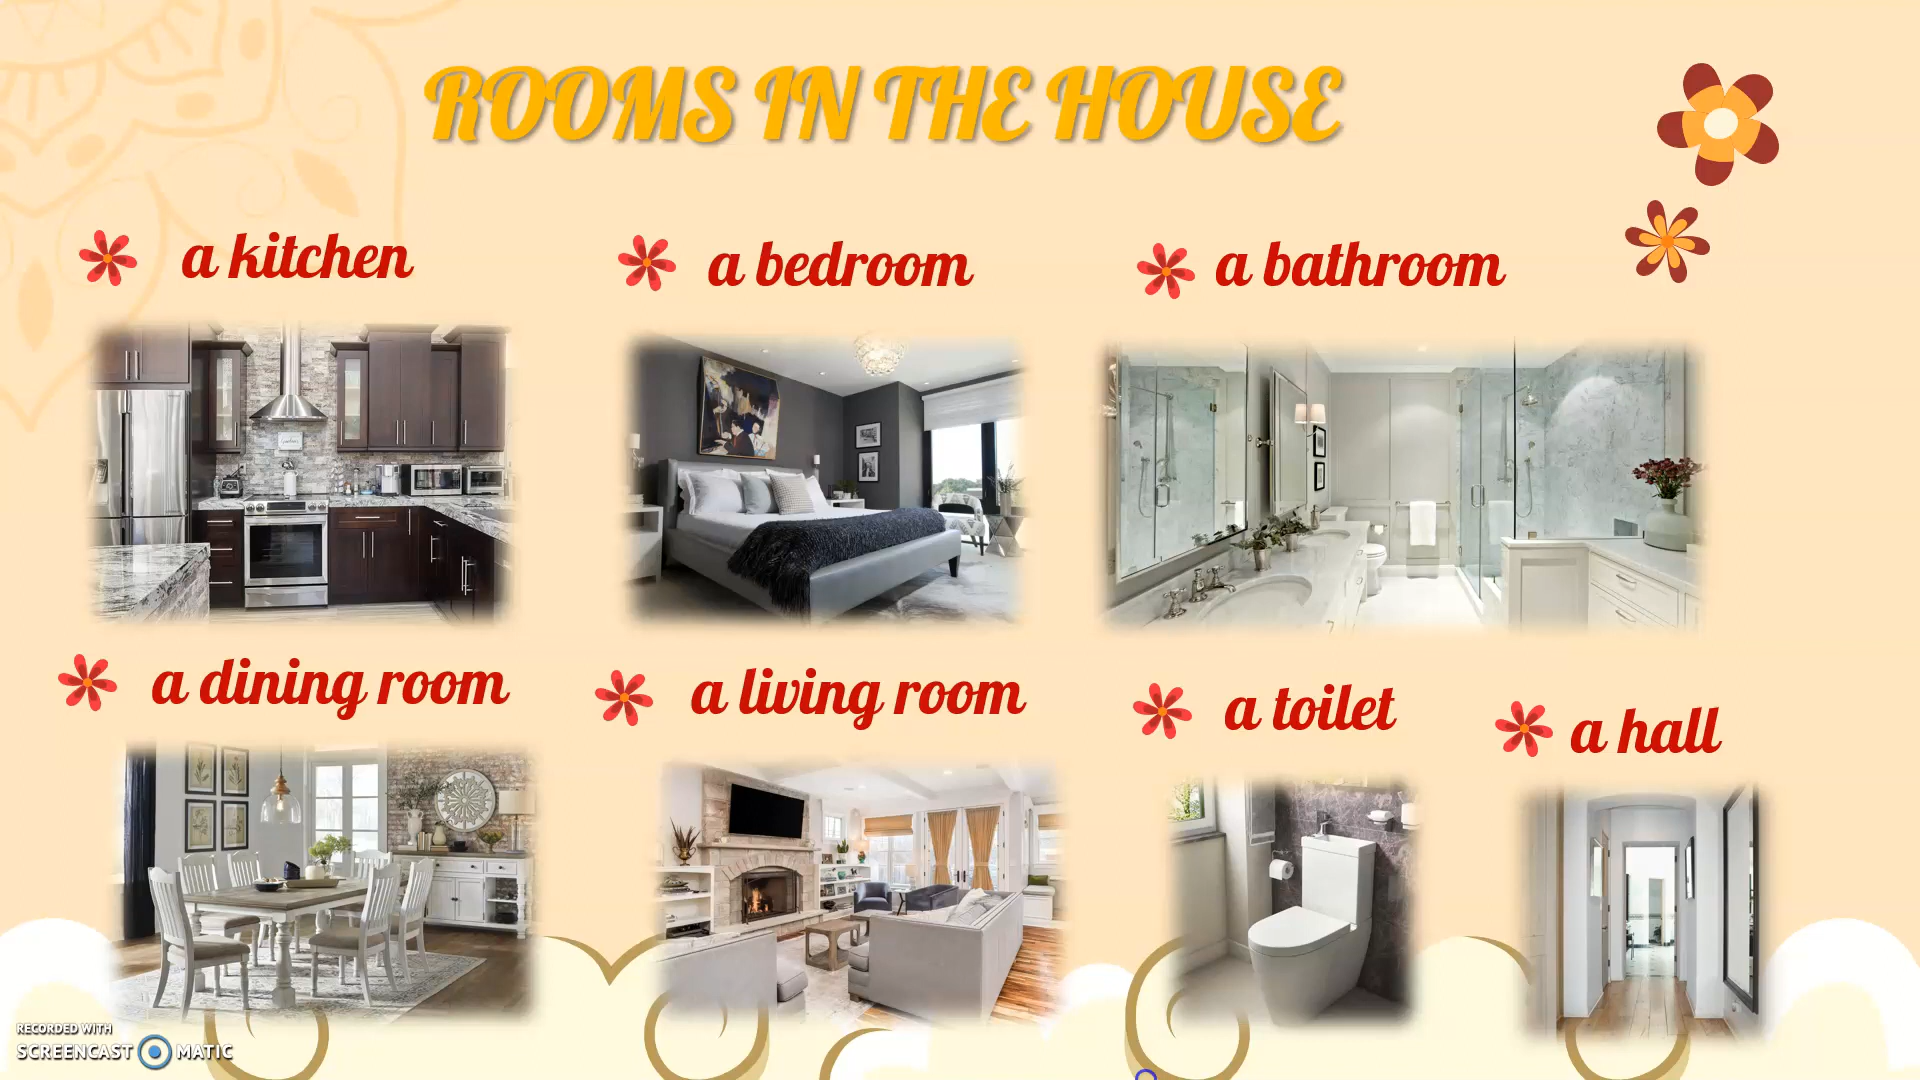 ROOMS IN THE HOUSE
a kitchen
a bedroom
a bathroom
a dining room
a living room
a toilet
a hall
RECORDED WITH
SCREENCAST MATIC